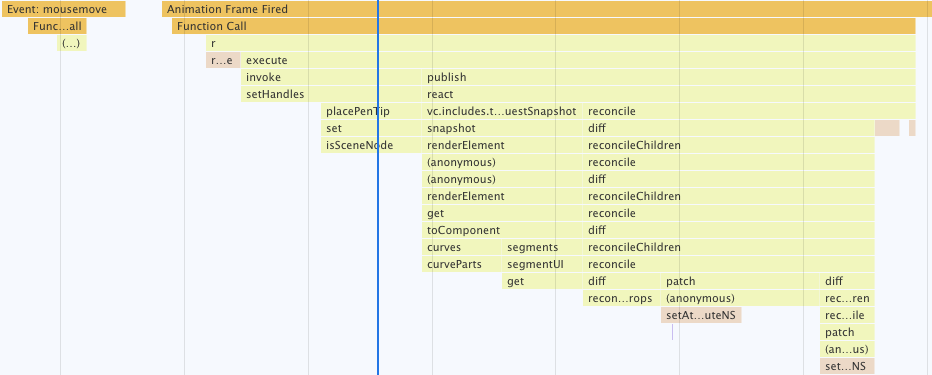 Event: mousemove Animation Frame Fired
Func...all Function Call
(...) r
r...e execute
invoke publish
setHandles react
placePenTip vc.includes.t...uestSnapshot reconcile
set snapshot diff
isSceneNode renderElement reconcileChildren
(anonymous) reconcile
(anonymous) diff
renderElement reconcileChildren
get reconcile
toComponent diff
curves segments reconcileChildren
curveParts segmentUI reconcile
get diff patch diff
recon...rops (anonymous) rec...ren
setAt...uteNS rec...ile
patch
(an...us)
set...NS